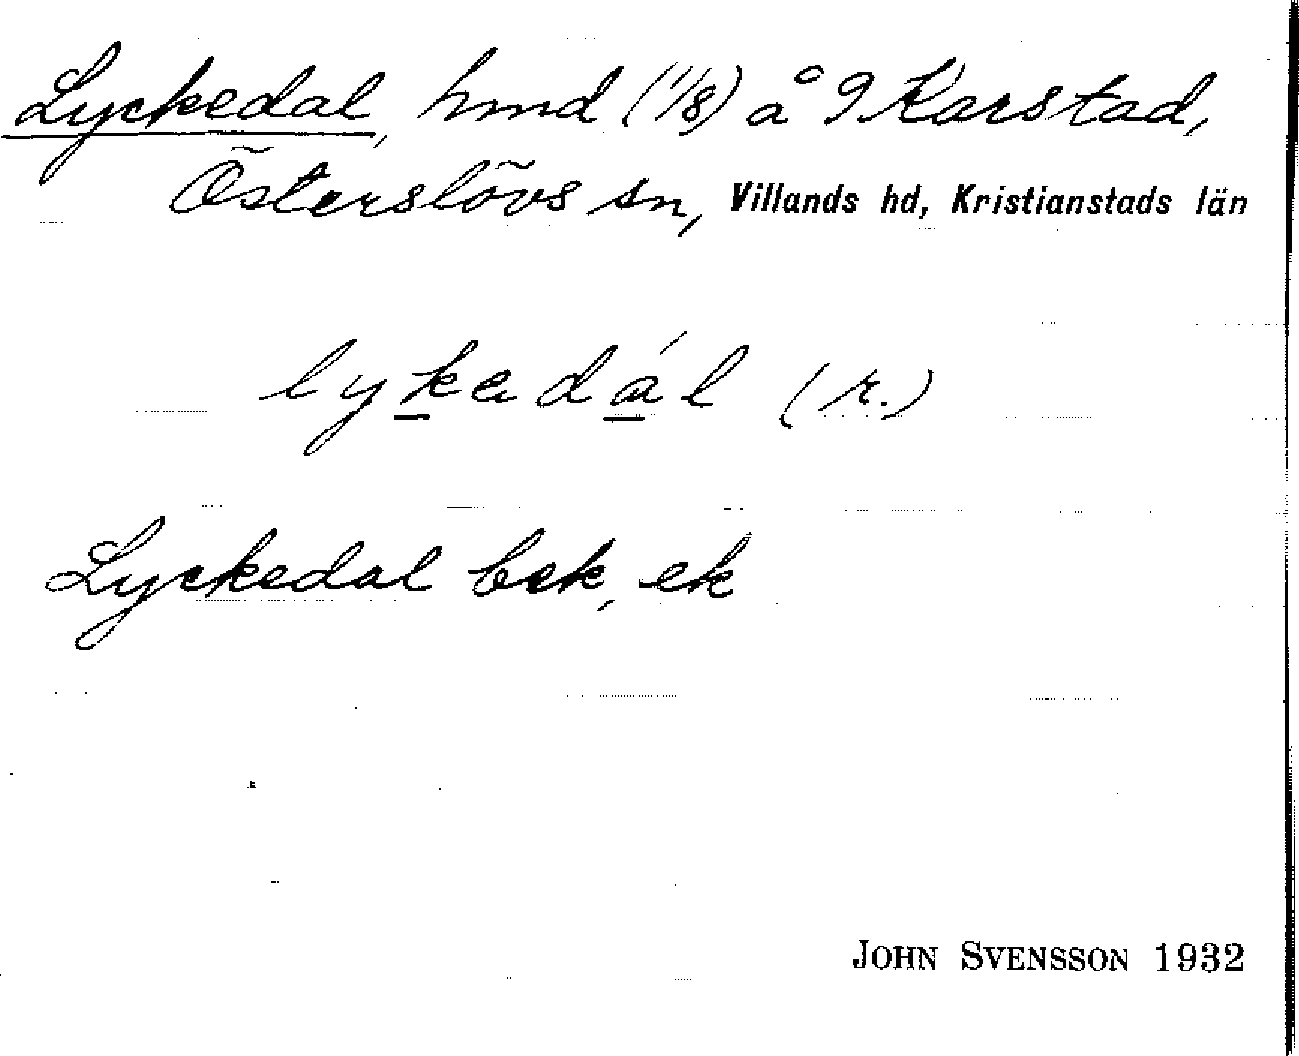 Lyckedal, hmd (1/8) å 9 Karstad,
Österslövs sn, Villands hd, Kristianstads län
lykedál (r.)
Lyckedal bek, ek
JOHN SVENSSON 1932